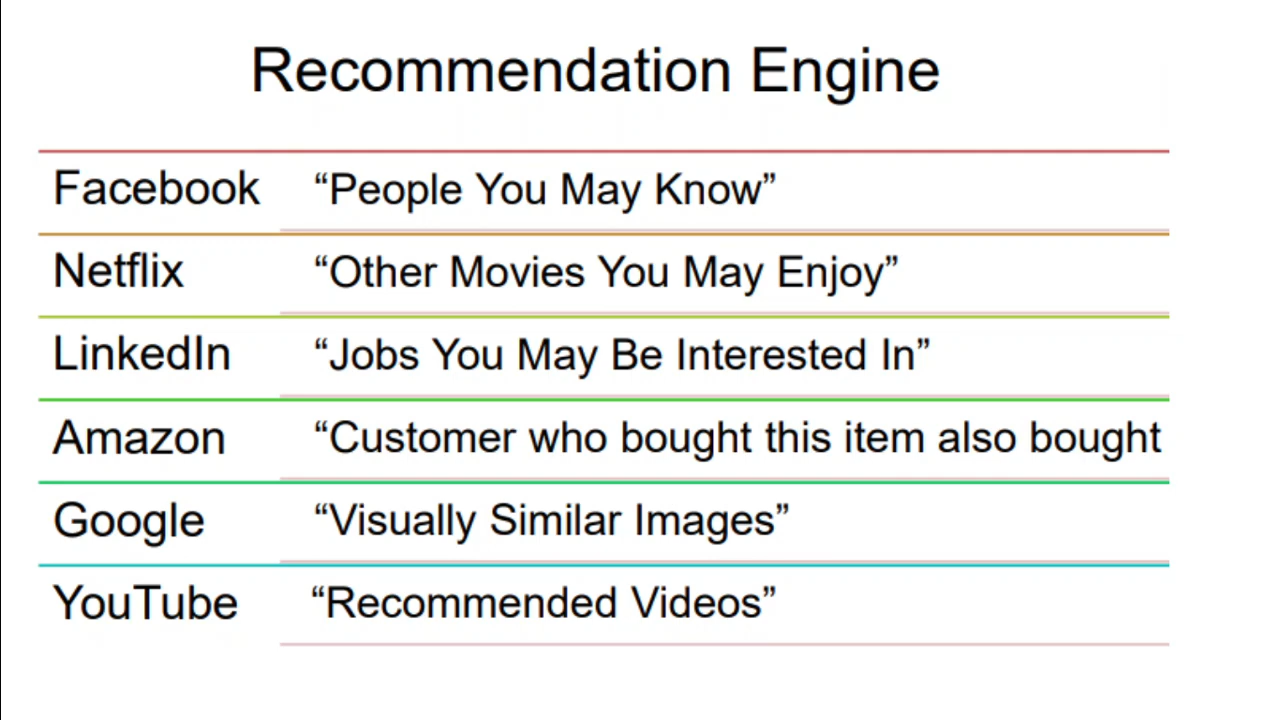 Recommendation Engine
Facebook “People You May Know”
Netflix “Other Movies You May Enjoy”
LinkedIn “Jobs You May Be Interested In”
Amazon “Customer who bought this item also bought
Google “Visually Similar Images”
YouTube “Recommended Videos”